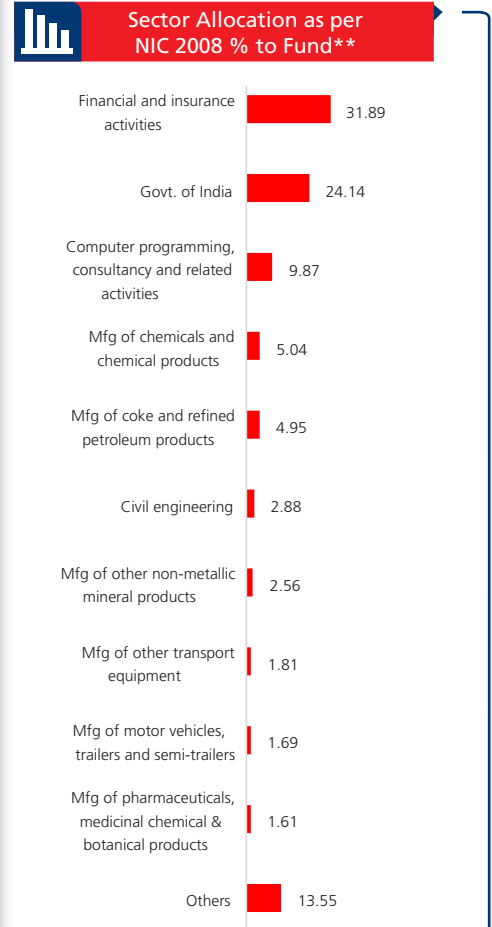 Sector Allocation as per
NIC 2008 % to Fund**
Financial and insurance
activities
31.89
Govt. of India
24.14
Computer programming,
consultancy and related
activities
9.87
Mfg of chemicals and
chemical products
5.04
Mfg of coke and refined
petroleum products
4.95
Civil engineering
2.88
Mfg of other non-metallic
mineral products
2.56
Mfg of other transport
equipment
1.81
Mfg of motor vehicles,
trailers and semi-trailers
1.69
Mfg of pharmaceuticals,
medicinal chemical &
botanical products
1.61
Others
13.55